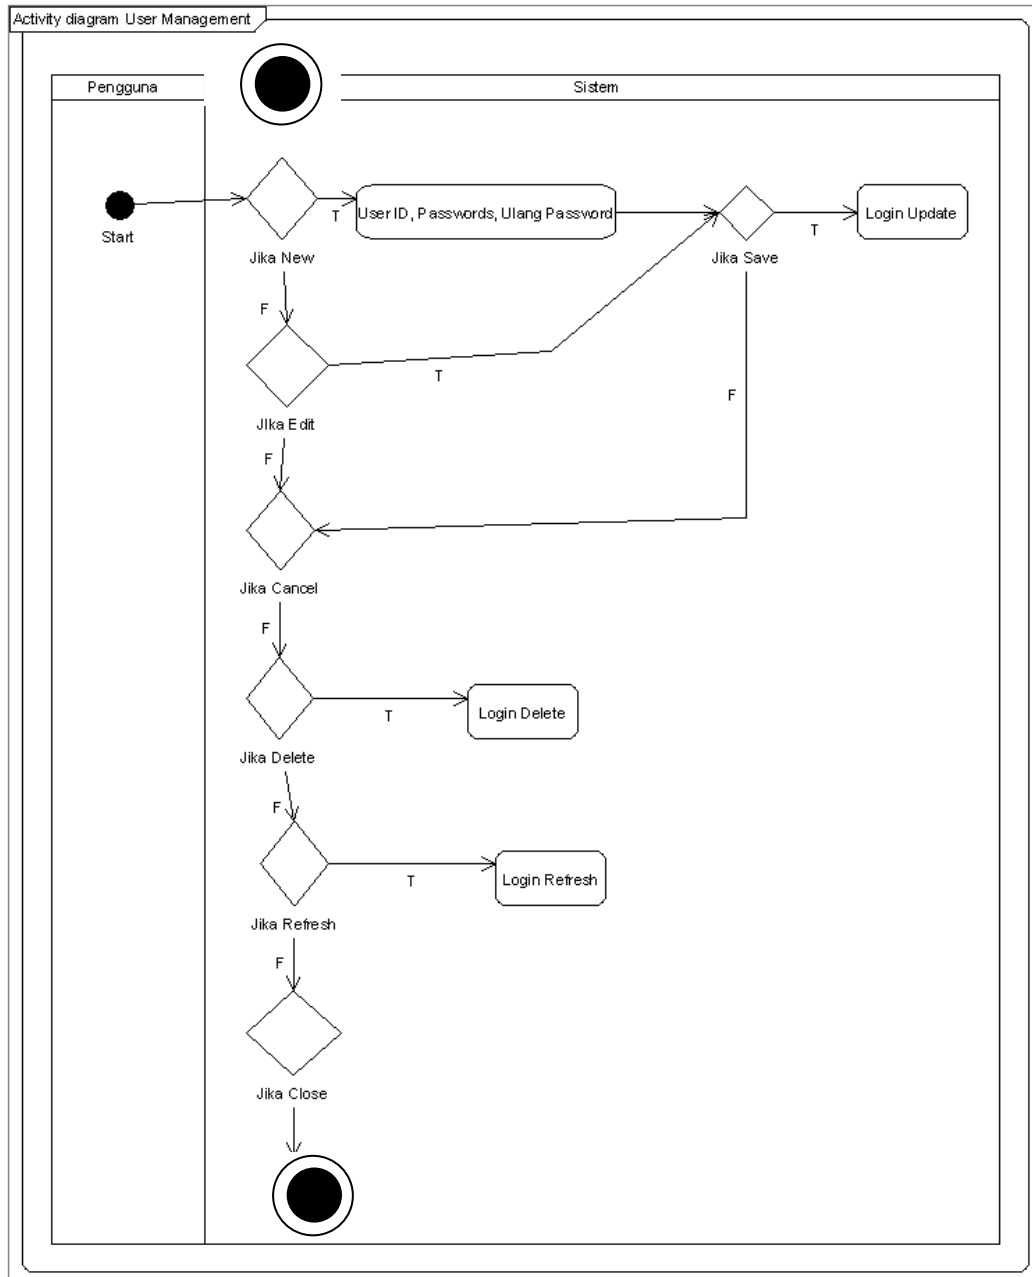 Activity diagram User Management
Pengguna
Sistem
Start
T
User ID, Passwords, Ulang Password
T
Login Update
Jika New
Jika Save
F
T
F
JIka Edit
F
Jika Cancel
F
T
Login Delete
Jika Delete
F
T
Login Refresh
Jika Refresh
F
Jika Close